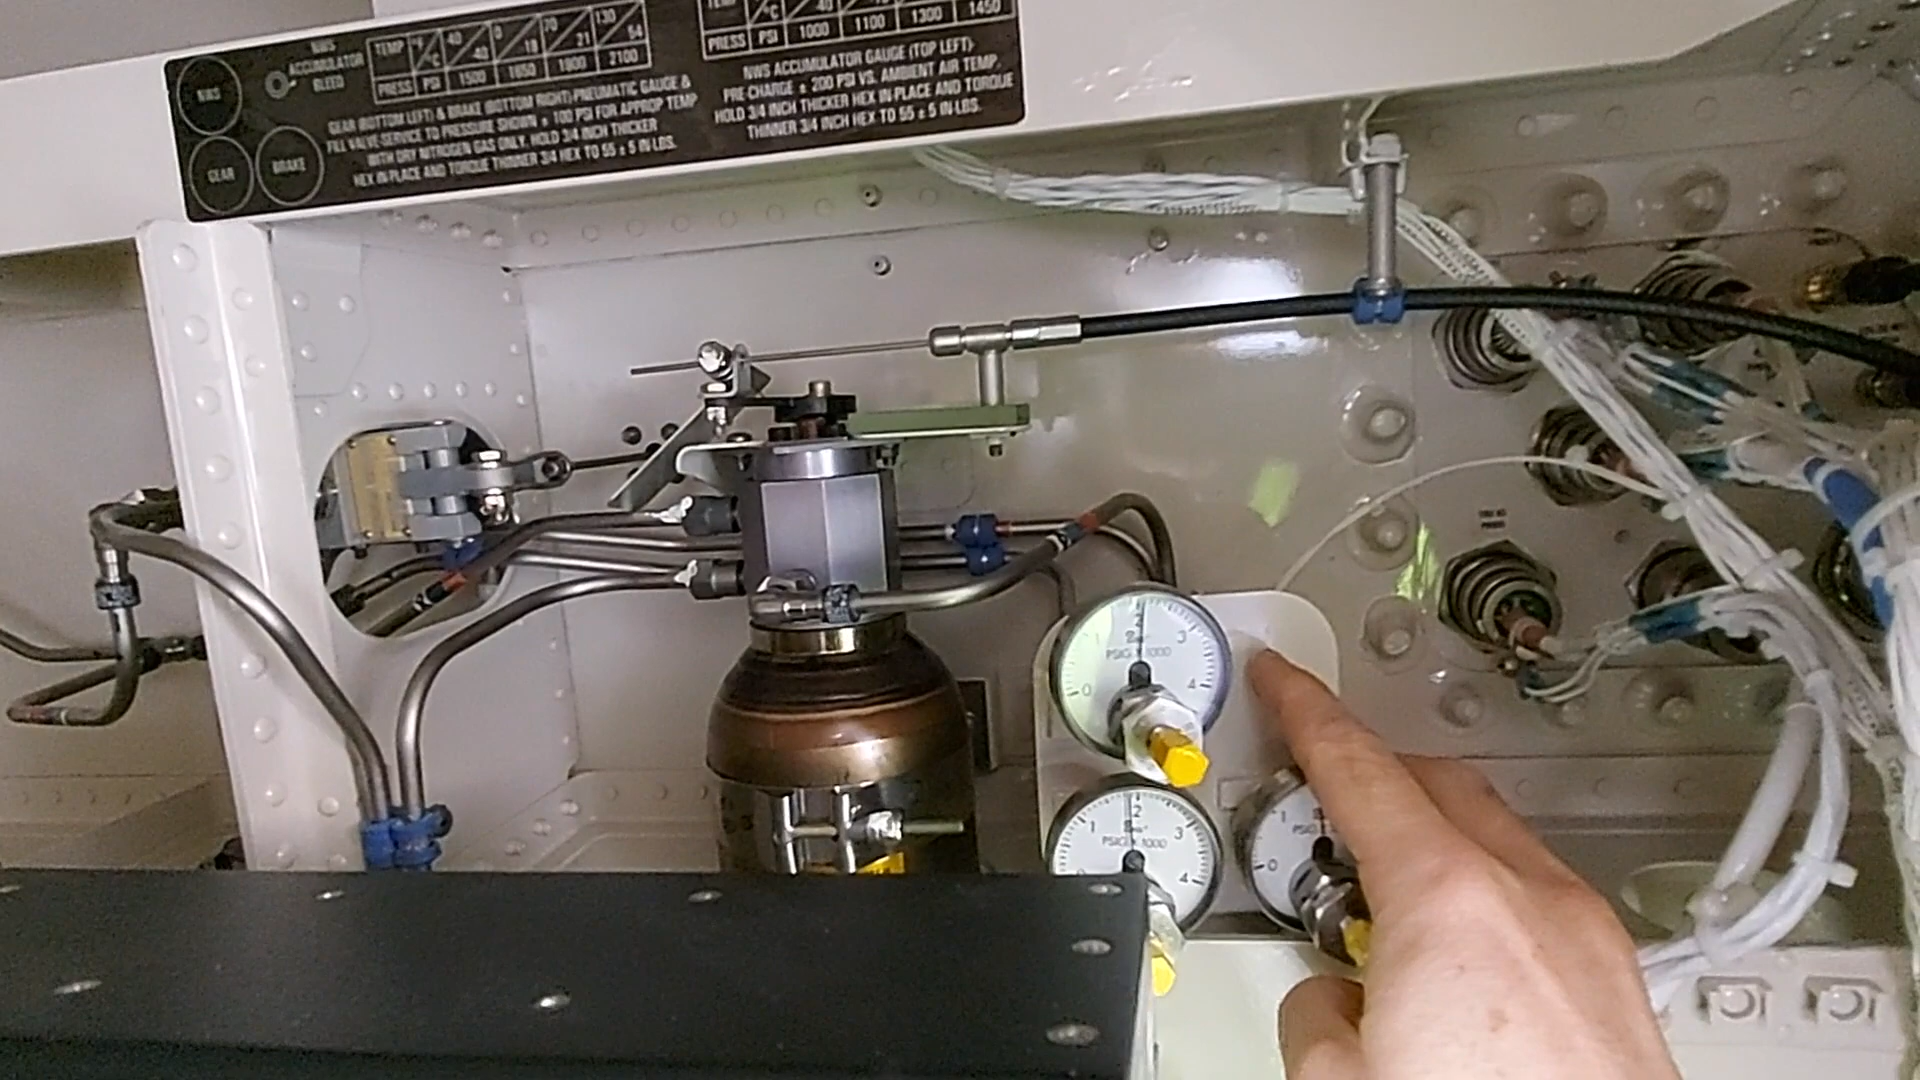 NWS
NWS
ACCUMULATOR
BLEED
GEAR
BRAKE
TEMP °F -40 0 70 130
°C -40 -18 21 54
PRESS PSI 1500 1650 1800 2100
GEAR (BOTTOM LEFT) & BRAKE (BOTTOM RIGHT)-PNEUMATIC GAUGE &
FILL VALVE-SERVICE TO PRESSURE SHOWN ± 100 PSI FOR APPROP TEMP
WITH DRY NITROGEN GAS ONLY. HOLD 3/4 INCH THICKER
HEX IN PLACE AND TORQUE THINNER 3/4 HEX TO 55 ± 5 IN-LBS.
TEMP °C -40
PRESS PSI 1000 1100 1300 1450
NWS ACCUMULATOR GAUGE (TOP LEFT)-
PRE-CHARGE ± 200 PSI VS. AMBIENT AIR TEMP.
HOLD 3/4 INCH THICKER HEX IN PLACE AND TORQUE
THINNER 3/4 INCH HEX TO 55 ± 5 IN-LBS.
0 2 3 4
PSIG X 1000
0 1 2 3 4
PSIG X 1000
0 1
PSI